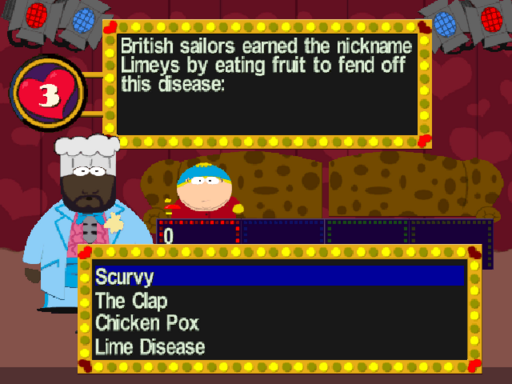 British sailors earned the nickname
Limeys by eating fruit to fend off
this disease:
3
0
Scurvy
The Clap
Chicken Pox
Lime Disease